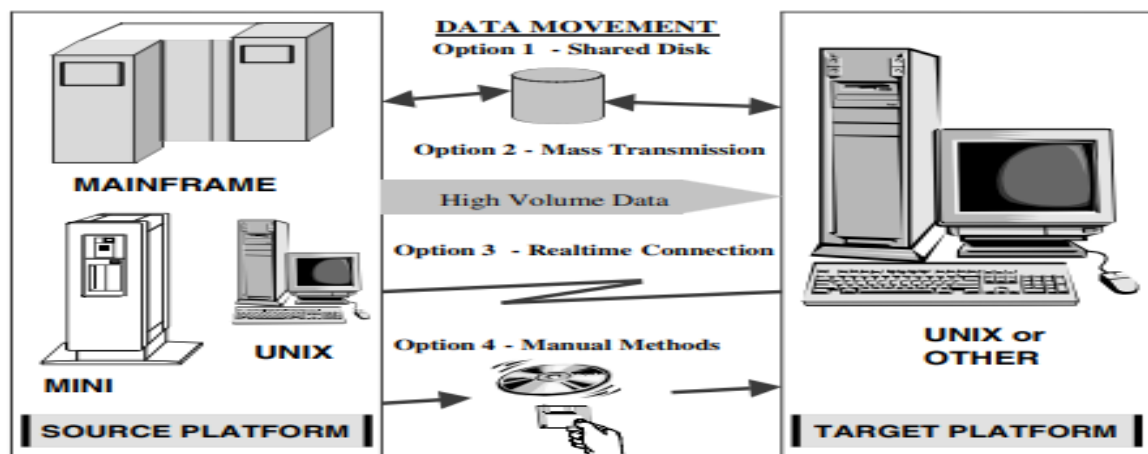 DATA MOVEMENT
Option 1 - Shared Disk
Option 2 - Mass Transmission
High Volume Data
Option 3 - Realtime Connection
Option 4 - Manual Methods
MAINFRAME
UNIX
MINI
SOURCE PLATFORM
UNIX or
OTHER
TARGET PLATFORM